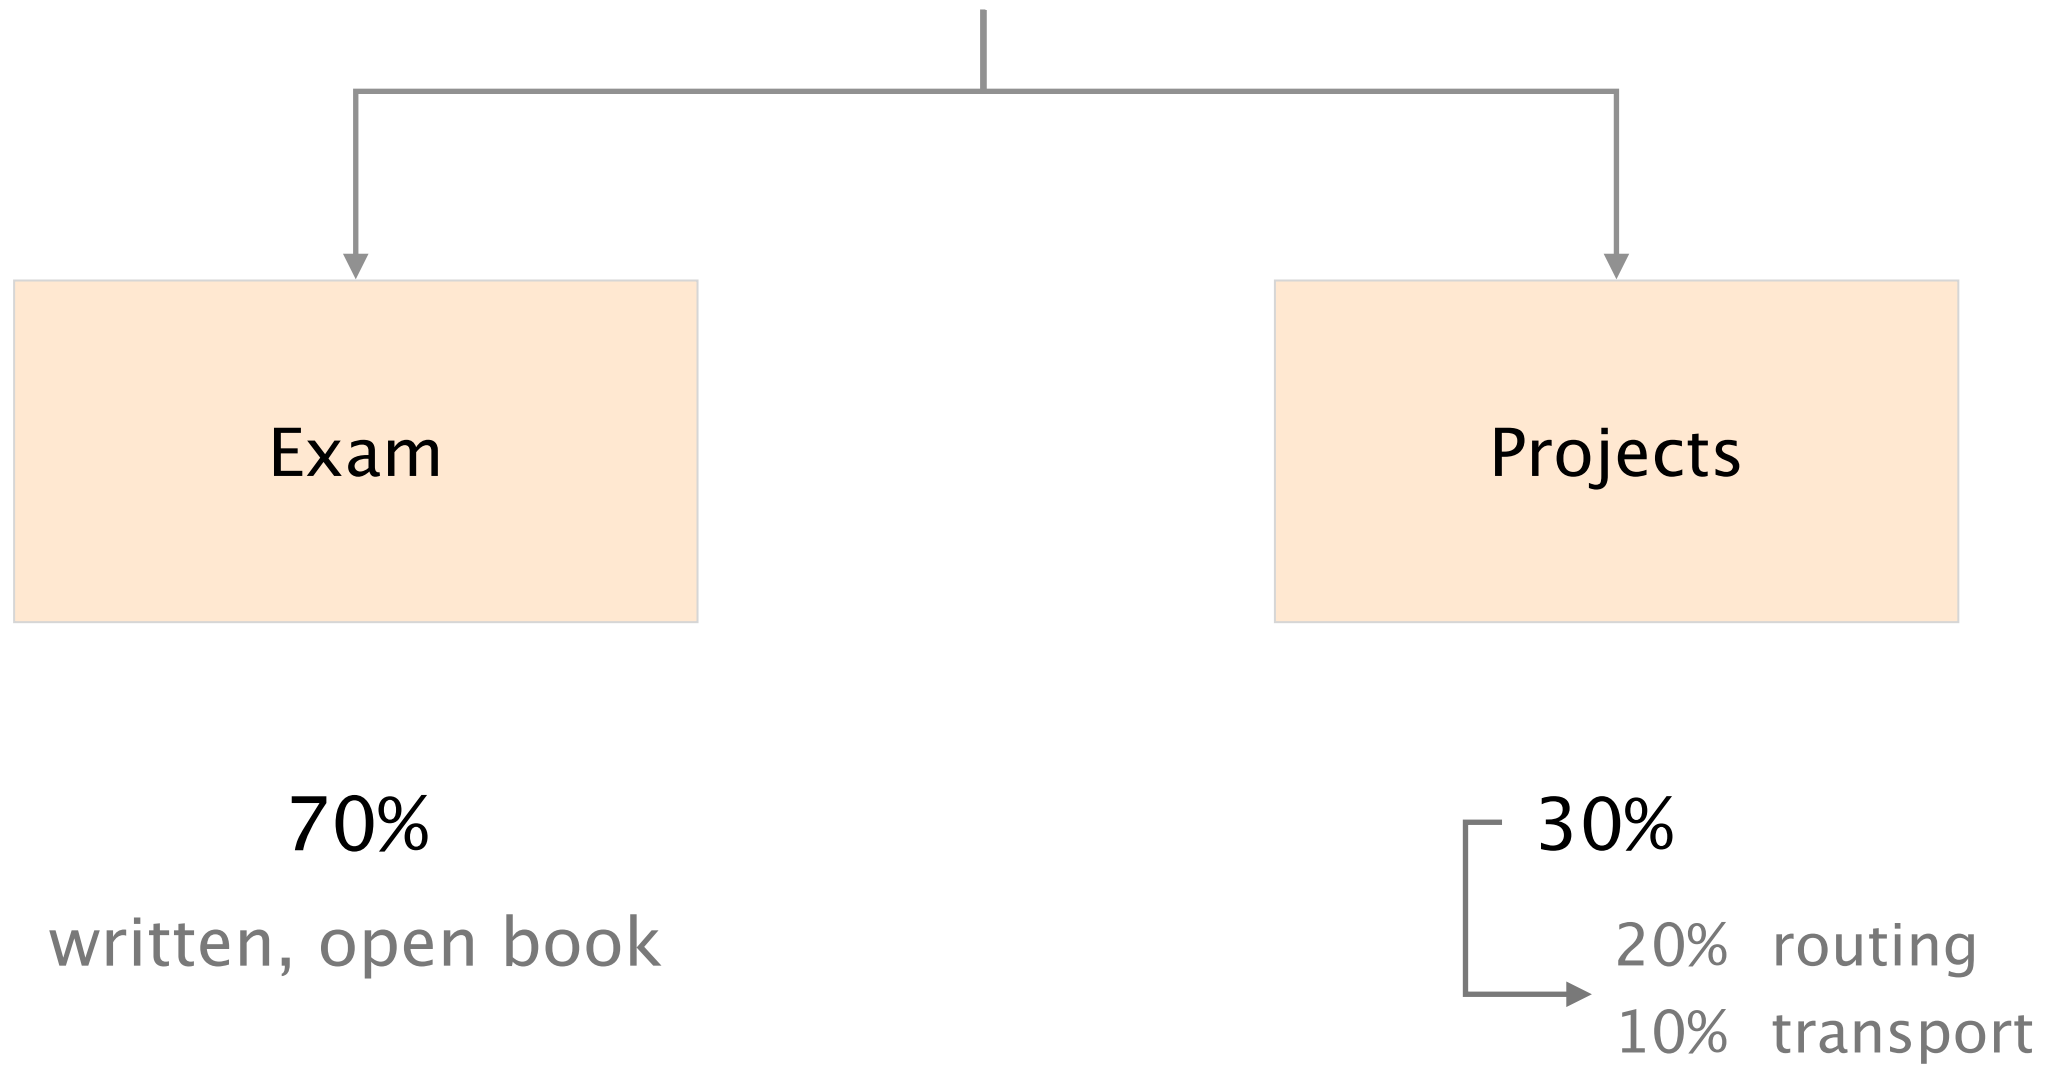 Exam
Projects
70%
written, open book
30%
20% routing
10% transport